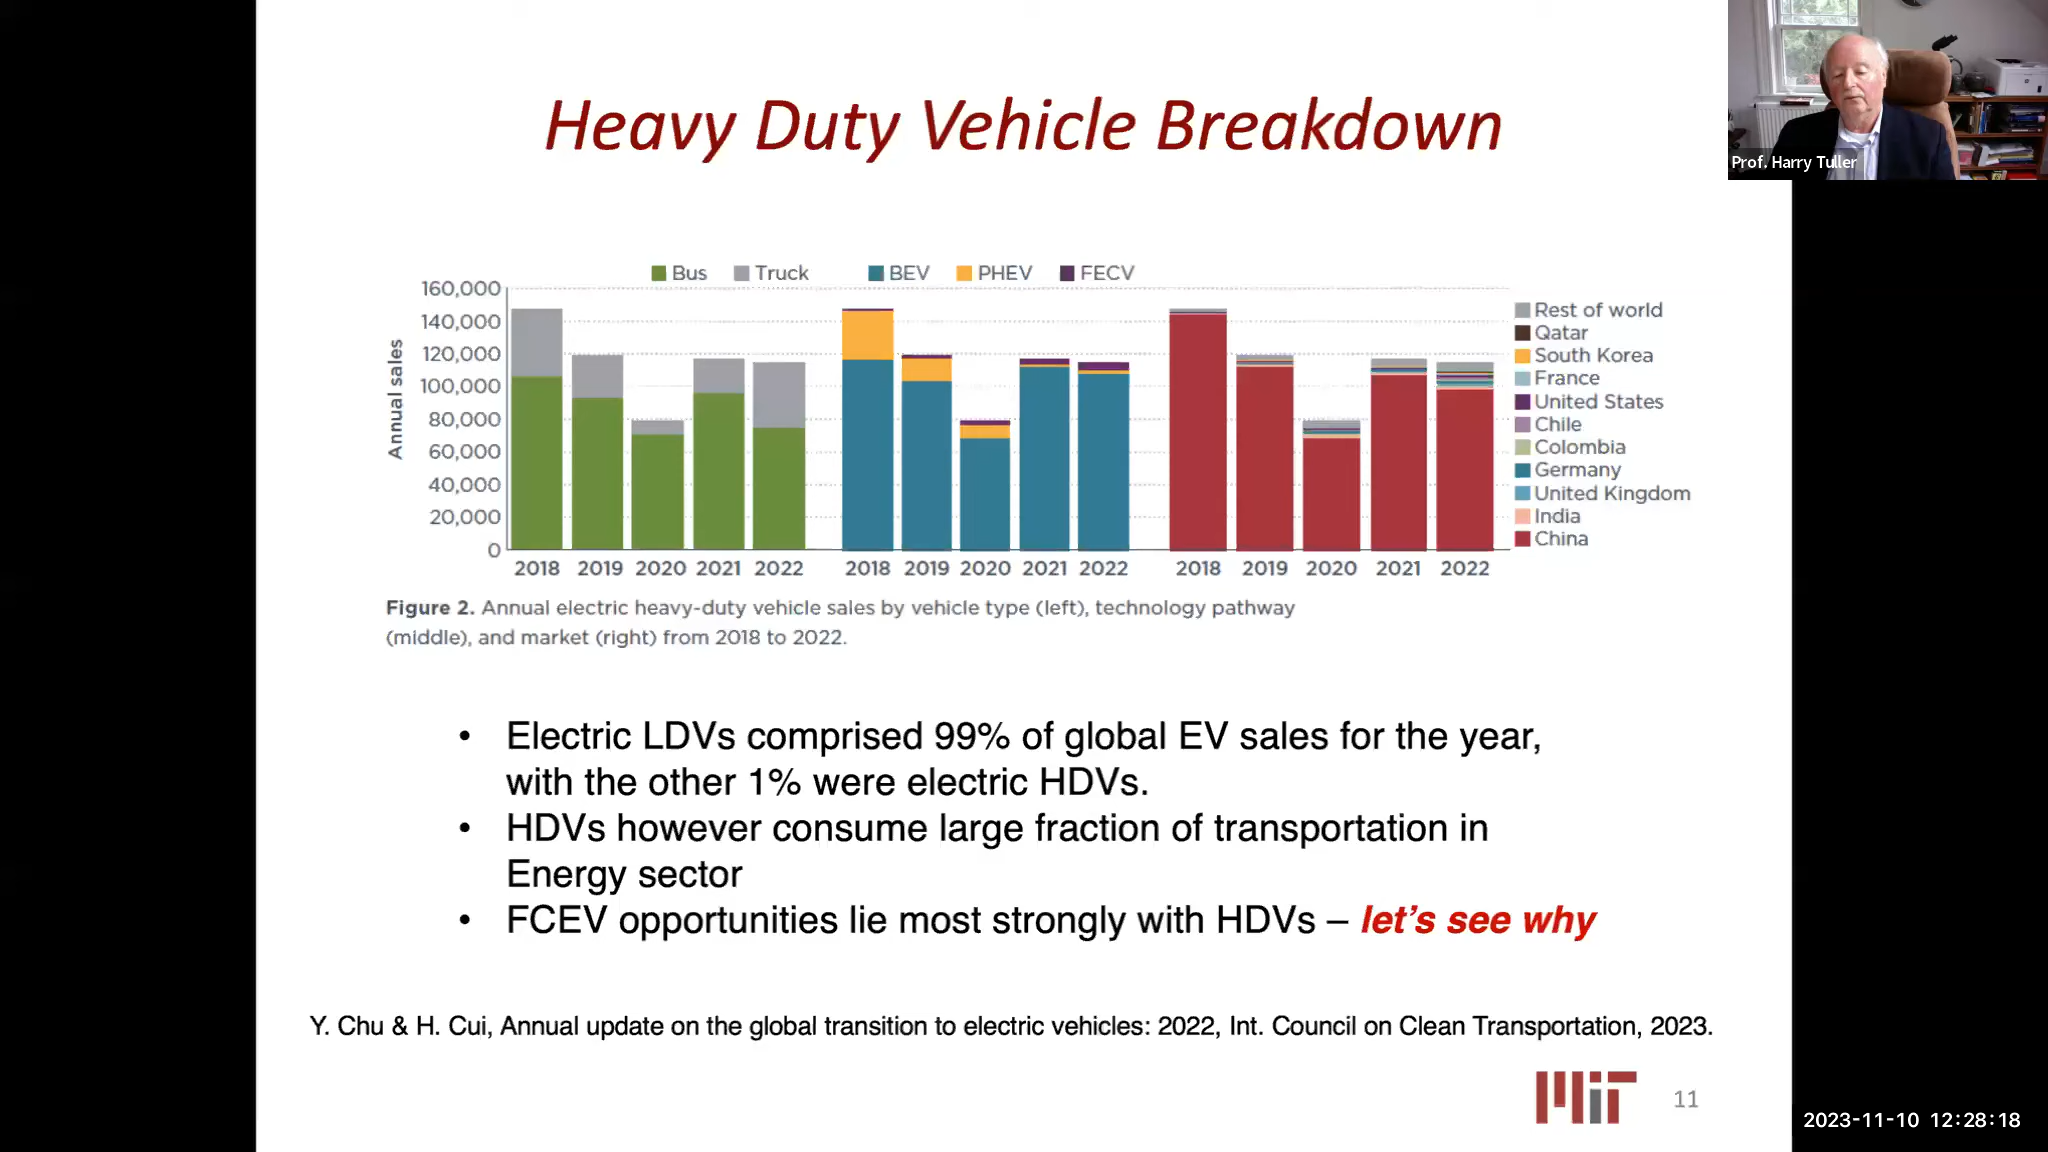 Heavy Duty Vehicle Breakdown
Prof. Harry Tuller
Bus Truck BEV PHEV FECV
Annual sales
160,000
140,000
120,000
100,000
80,000
60,000
40,000
20,000
0
2018 2019 2020 2021 2022 2018 2019 2020 2021 2022 2018 2019 2020 2021 2022
Rest of world
Qatar
South Korea
France
United States
Chile
Colombia
Germany
United Kingdom
India
China
Figure 2. Annual electric heavy-duty vehicle sales by vehicle type (left), technology pathway
(middle), and market (right) from 2018 to 2022.
• Electric LDVs comprised 99% of global EV sales for the year,
with the other 1% were electric HDVs.
• HDVs however consume large fraction of transportation in
Energy sector
• FCEV opportunities lie most strongly with HDVs – let's see why
Y. Chu & H. Cui, Annual update on the global transition to electric vehicles: 2022, Int. Council on Clean Transportation, 2023.
MIT
11
2023-11-10 12:28:18